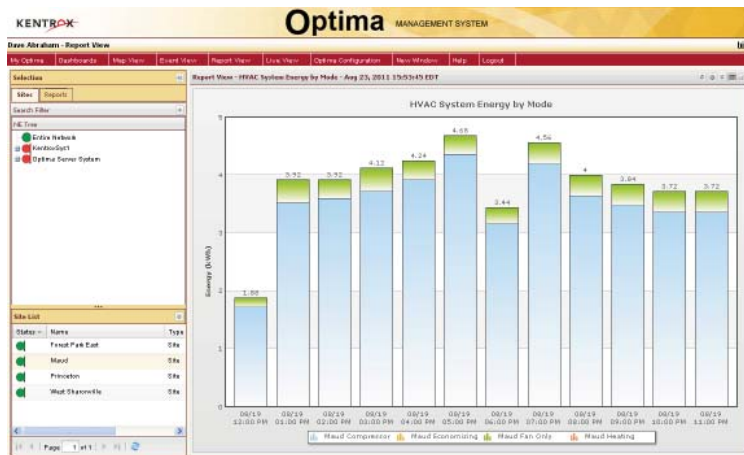 KENTROX
Optima MANAGEMENT SYSTEM
Dave Abraham - Report View
My Optima Dashboards Map View Event View Report View Live View Optima Configuration New Window Help Logout
Selection
Sites Reports
Search Filter
NE Tree
Entire Network
KentroxSys1
Optima Server System
Site List
Status Name Type
Forest Park East Site
Maud Site
Princeton Site
West Sharonville Site
Page 1 of 1
Report View - HVAC System Energy by Mode - Aug 23, 2011 15:53:45 EDT
HVAC System Energy by Mode
Energy (kWh)
5
4
3
2
1
0
1.88 3.92 3.92 4.12 4.24 4.68 3.44 4.56 4 3.84 3.72 3.72
08/19 08/19 08/19 08/19 08/19 08/19 08/19 08/19 08/19 08/19 08/19 08/19
12:00 PM 01:00 PM 02:00 PM 03:00 PM 04:00 PM 05:00 PM 06:00 PM 07:00 PM 08:00 PM 09:00 PM 10:00 PM 11:00 PM
Maud Compressor Maud Economizing Maud Fan Only Maud Heating